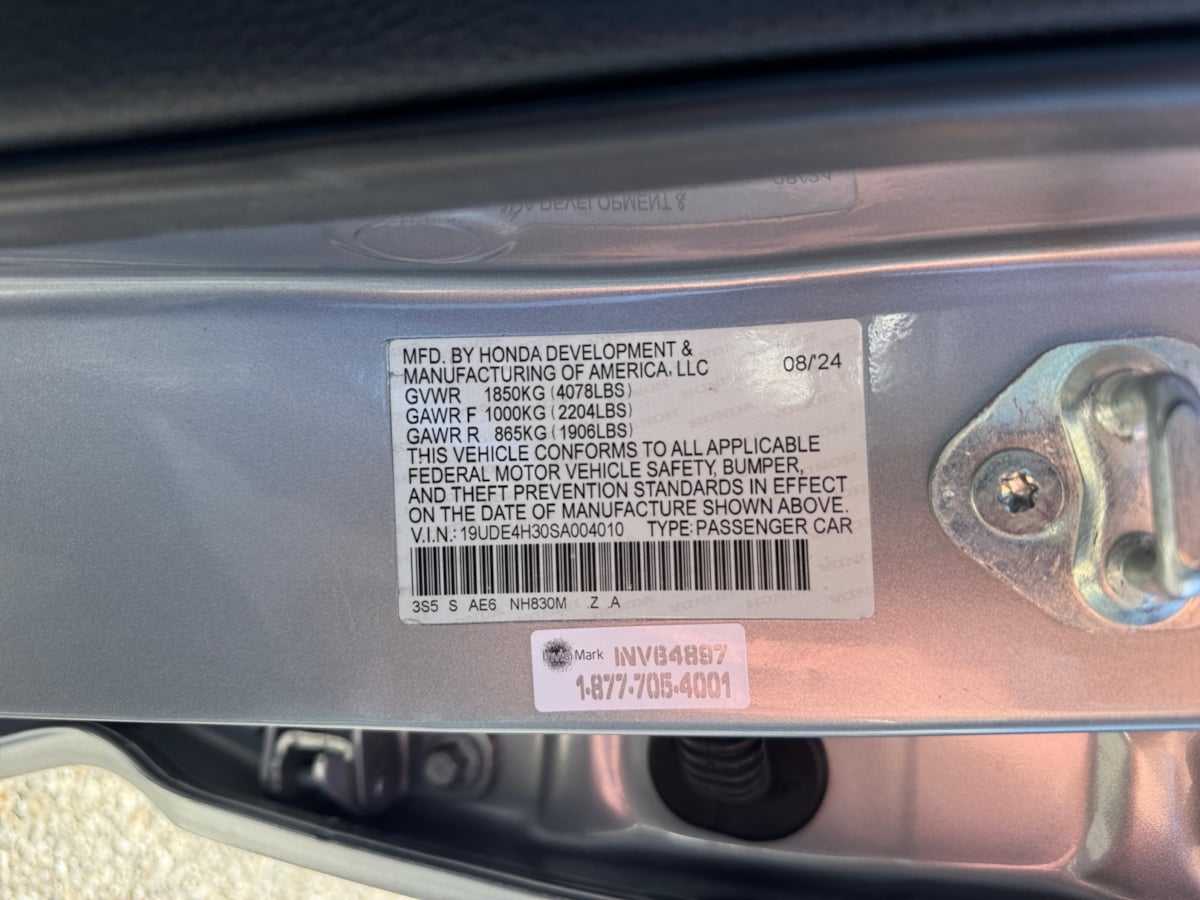 MFD. BY HONDA DEVELOPMENT &
MANUFACTURING OF AMERICA, LLC 08/'24
GVWR 1850KG (4078LBS)
GAWR F 1000KG (2204LBS)
GAWR R 865KG (1906LBS)
THIS VEHICLE CONFORMS TO ALL APPLICABLE
FEDERAL MOTOR VEHICLE SAFETY, BUMPER,
AND THEFT PREVENTION STANDARDS IN EFFECT
ON THE DATE OF MANUFACTURE SHOWN ABOVE.
V.I.N.: 19UDE4H30SA004010 TYPE: PASSENGER CAR
3S5 S AE6 NH830M .Z .A
InVis Mark INV64897
1-877-705-4001